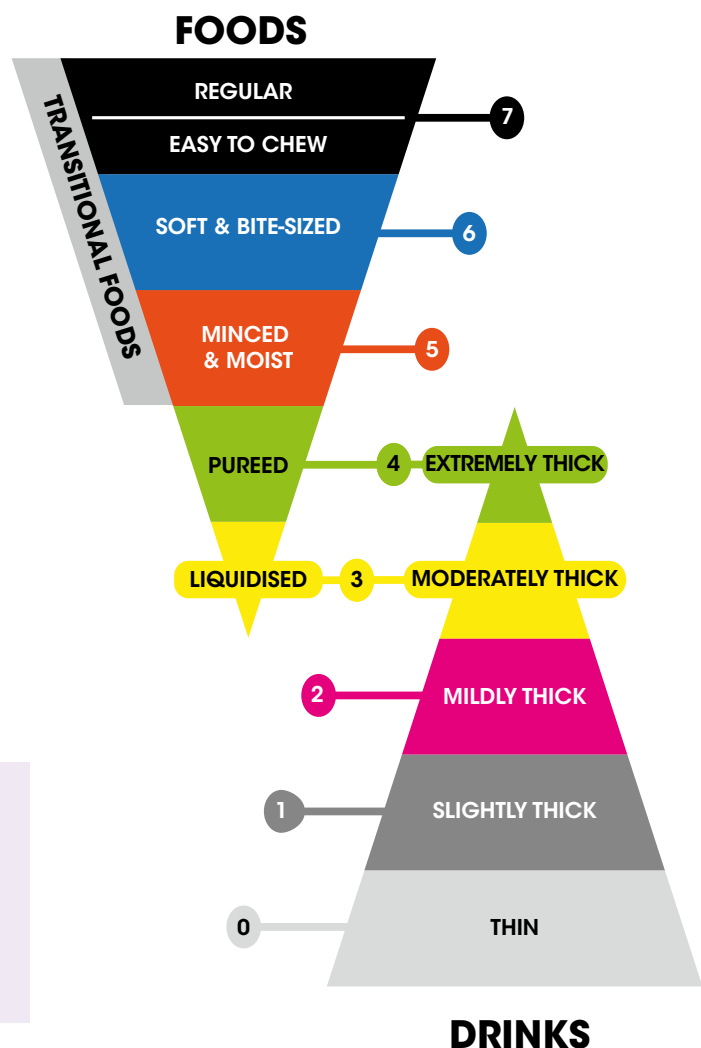 FOODS
REGULAR
7
EASY TO CHEW
TRANSITIONAL FOODS
SOFT & BITE-SIZED
6
MINCED
& MOIST
5
PUREED
4
EXTREMELY THICK
LIQUIDISED
3
MODERATELY THICK
2
MILDLY THICK
1
SLIGHTLY THICK
0
THIN
DRINKS